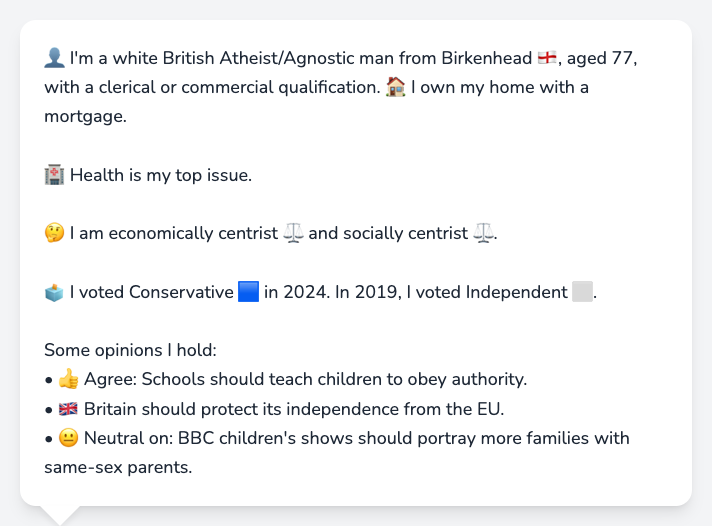 👤 I'm a white British Atheist/Agnostic man from Birkenhead 🏴󠁧󠁢󠁥󠁮󠁧󠁿, aged 77,
with a clerical or commercial qualification. 🏠 I own my home with a
mortgage.
🏥 Health is my top issue.
🤔 I am economically centrist ⚖️ and socially centrist ⚖️.
🗳️ I voted Conservative 🟦 in 2024. In 2019, I voted Independent ⬜.
Some opinions I hold:
• 👍 Agree: Schools should teach children to obey authority.
• 🇬🇧 Britain should protect its independence from the EU.
• 😐 Neutral on: BBC children's shows should portray more families with
same-sex parents.